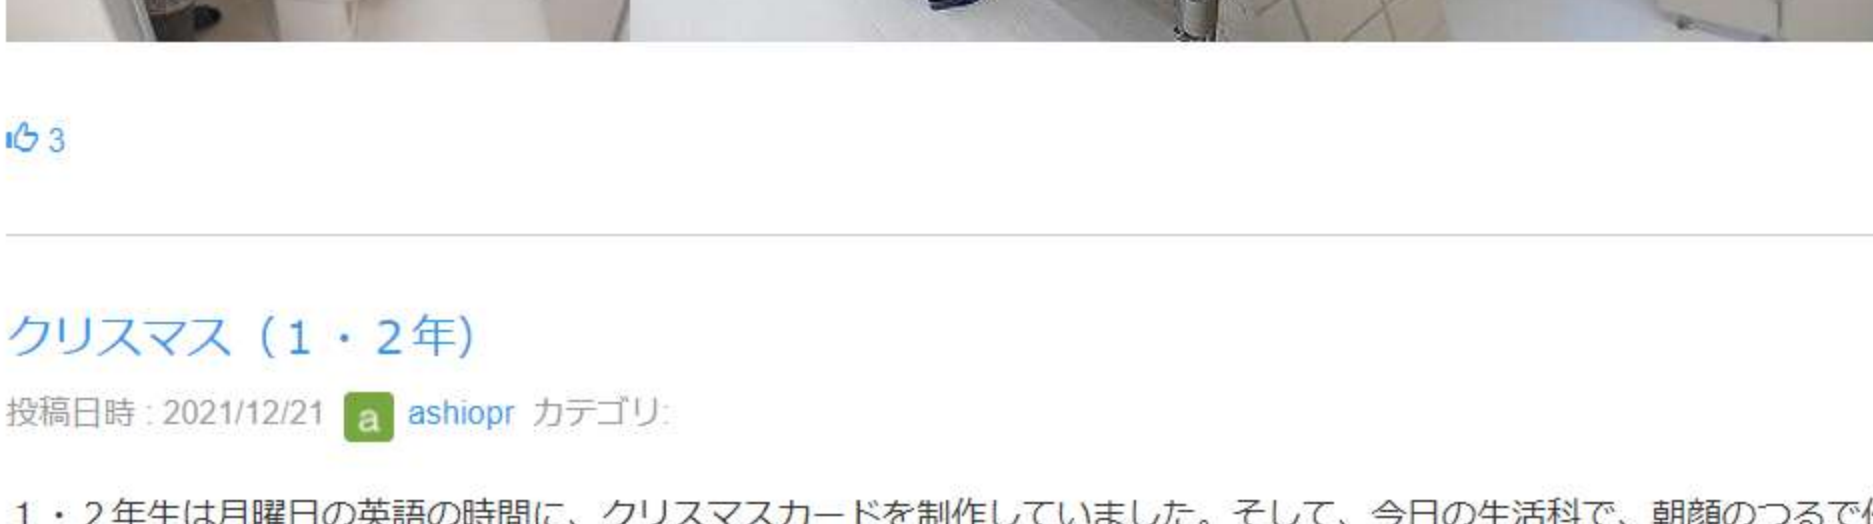 3
クリスマス（１・２年）
投稿日時 : 2021/12/21 a ashiopr カテゴリ:
１・２年生は月曜日の英語の時間に、クリスマスカードを制作していました。そして、今日の生活科で、朝顔のつるで